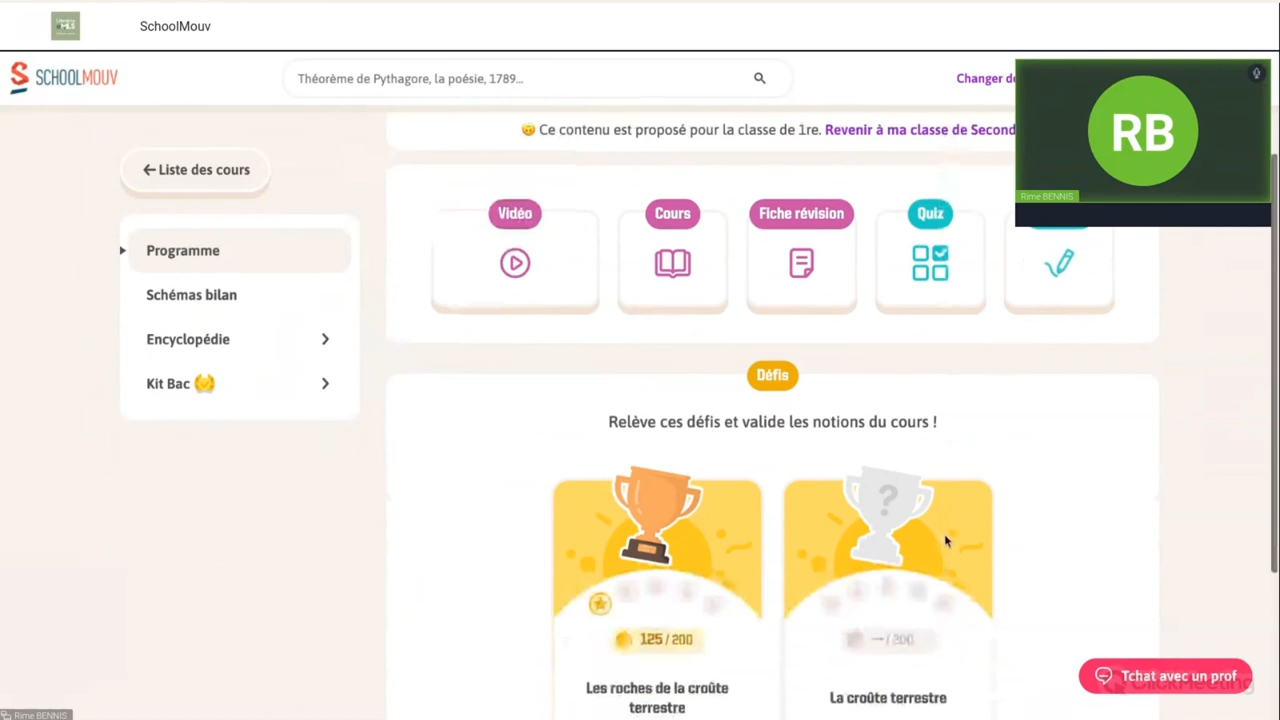 SchoolMouv
SCHOOLMOUV
Théorème de Pythagore, la poésie, 1789...
Changer de
RB
Rime BENNIS
Ce contenu est proposé pour la classe de 1re. Revenir à ma classe de Second
Liste des cours
Programme
Schémas bilan
Encyclopédie
Kit Bac
Vidéo
Cours
Fiche révision
Quiz
Défis
Relève ces défis et valide les notions du cours !
?
125 / 200
Les roches de la croûte
terrestre
– / 200
La croûte terrestre
Tchat avec un prof
ClickMeeting
Rime BENNIS